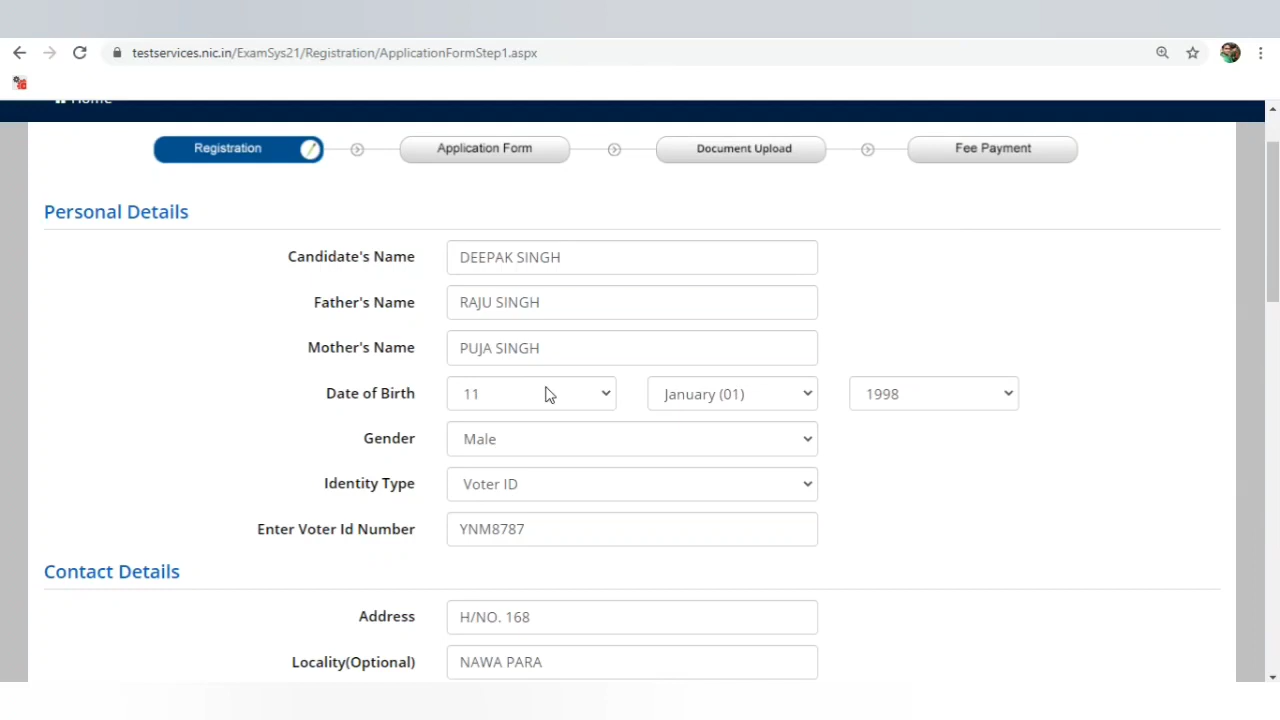 testservices.nic.in/ExamSys21/Registration/ApplicationFormStep1.aspx
Home
Registration Application Form Document Upload Fee Payment
Personal Details
Candidate's Name DEEPAK SINGH
Father's Name RAJU SINGH
Mother's Name PUJA SINGH
Date of Birth 11 January (01) 1998
Gender Male
Identity Type Voter ID
Enter Voter Id Number YNM8787
Contact Details
Address H/NO. 168
Locality(Optional) NAWA PARA